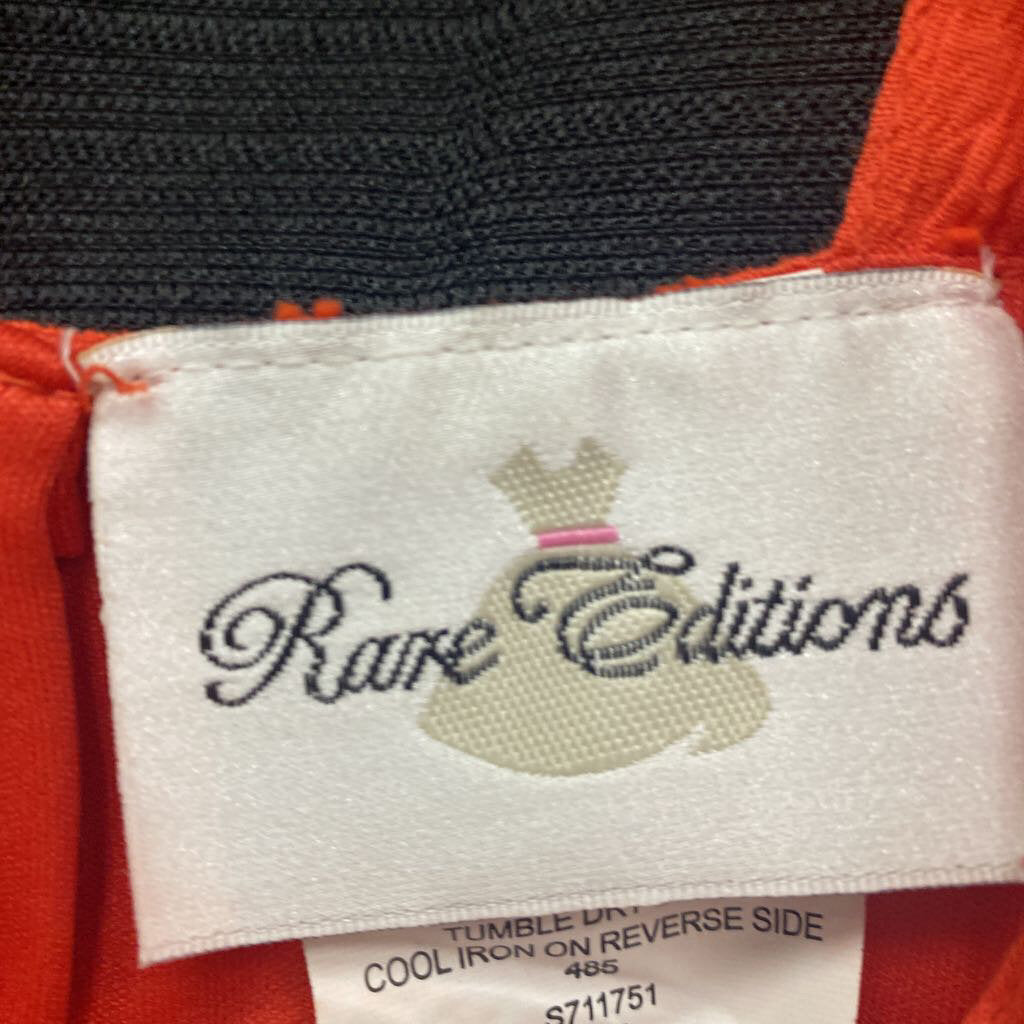 Rare Editions
TUMBLE DRY
COOL IRON ON REVERSE SIDE
485
S711751